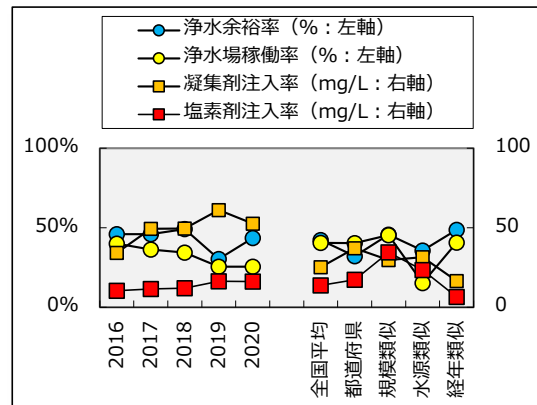 浄水余裕率（%：左軸）
浄水場稼働率（%：左軸）
凝集剤注入率（mg/L：右軸）
塩素剤注入率（mg/L：右軸）
100%
100
50%
50
0%
0
2016
2017
2018
2019
2020
全国平均
都道府県
規模類似
水源類似
経年類似